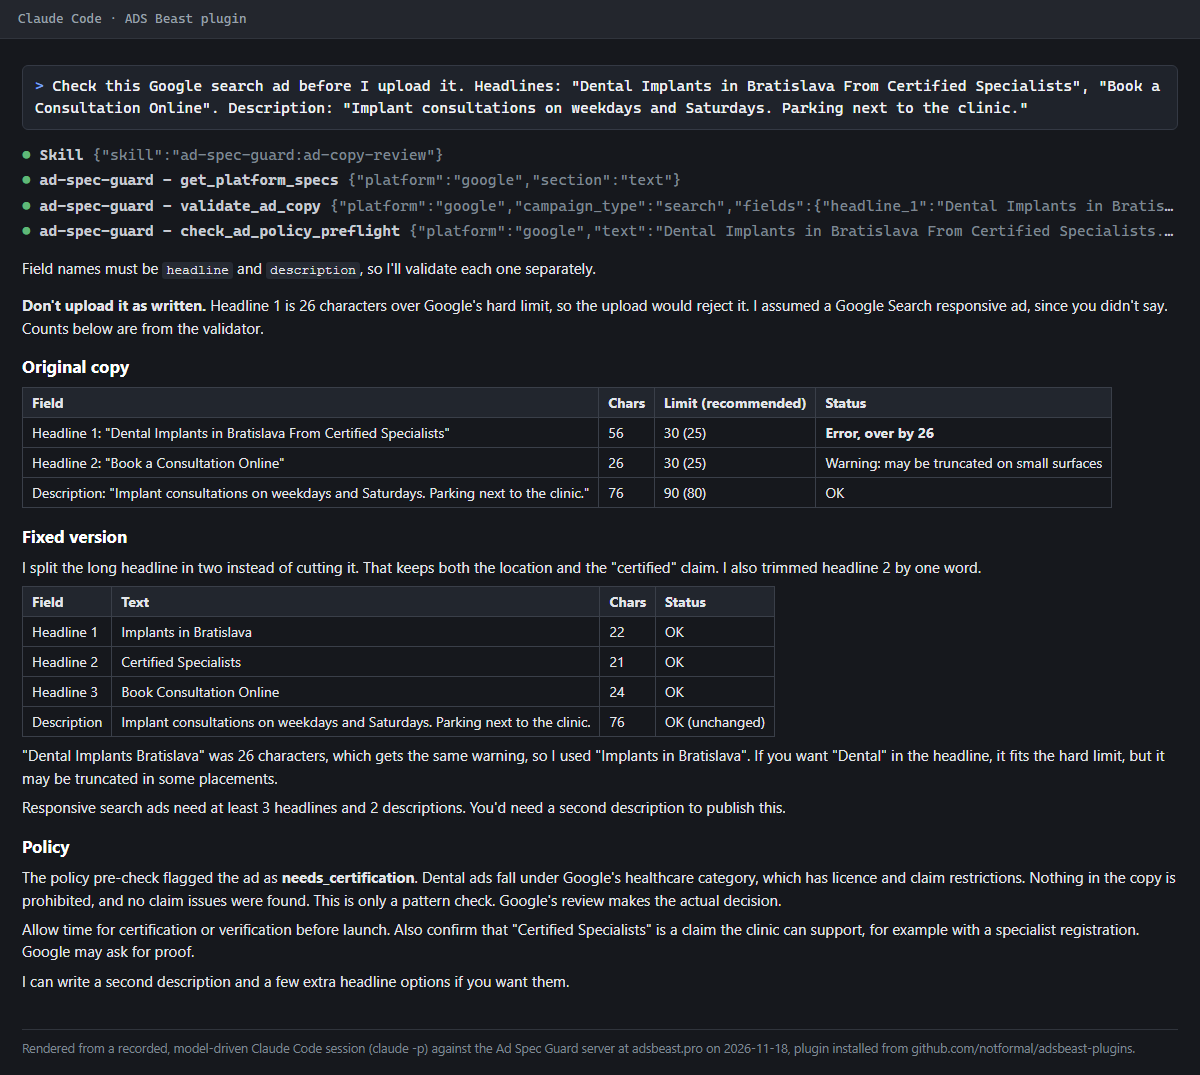 Claude Code · ADS Beast plugin
> Check this Google search ad before I upload it. Headlines: "Dental Implants in Bratislava From Certified Specialists", "Book a
Consultation Online". Description: "Implant consultations on weekdays and Saturdays. Parking next to the clinic."
● Skill {"skill":"ad-spec-guard:ad-copy-review"}
● ad-spec-guard - get_platform_specs {"platform":"google","section":"text"}
● ad-spec-guard - validate_ad_copy {"platform":"google","campaign_type":"search","fields":{"headline_1":"Dental Implants in Bratis…
● ad-spec-guard - check_ad_policy_preflight {"platform":"google","text":"Dental Implants in Bratislava From Certified Specialists.…
Field names must be headline and description, so I'll validate each one separately.
Don't upload it as written. Headline 1 is 26 characters over Google's hard limit, so the upload would reject it. I assumed a Google Search responsive ad, since you didn't say.
Counts below are from the validator.
Original copy
Field Chars Limit (recommended) Status
Headline 1: "Dental Implants in Bratislava From Certified Specialists" 56 30 (25) Error, over by 26
Headline 2: "Book a Consultation Online" 26 30 (25) Warning: may be truncated on small surfaces
Description: "Implant consultations on weekdays and Saturdays. Parking next to the clinic." 76 90 (80) OK
Fixed version
I split the long headline in two instead of cutting it. That keeps both the location and the "certified" claim. I also trimmed headline 2 by one word.
Field Text Chars Status
Headline 1 Implants in Bratislava 22 OK
Headline 2 Certified Specialists 21 OK
Headline 3 Book Consultation Online 24 OK
Description Implant consultations on weekdays and Saturdays. Parking next to the clinic. 76 OK (unchanged)
"Dental Implants Bratislava" was 26 characters, which gets the same warning, so I used "Implants in Bratislava". If you want "Dental" in the headline, it fits the hard limit, but it
may be truncated in some placements.
Responsive search ads need at least 3 headlines and 2 descriptions. You'd need a second description to publish this.
Policy
The policy pre-check flagged the ad as needs_certification. Dental ads fall under Google's healthcare category, which has licence and claim restrictions. Nothing in the copy is
prohibited, and no claim issues were found. This is only a pattern check. Google's review makes the actual decision.
Allow time for certification or verification before launch. Also confirm that "Certified Specialists" is a claim the clinic can support, for example with a specialist registration.
Google may ask for proof.
I can write a second description and a few extra headline options if you want them.
Rendered from a recorded, model-driven Claude Code session (claude -p) against the Ad Spec Guard server at adsbeast.pro on 2026-11-18, plugin installed from github.com/notformal/adsbeast-plugins.